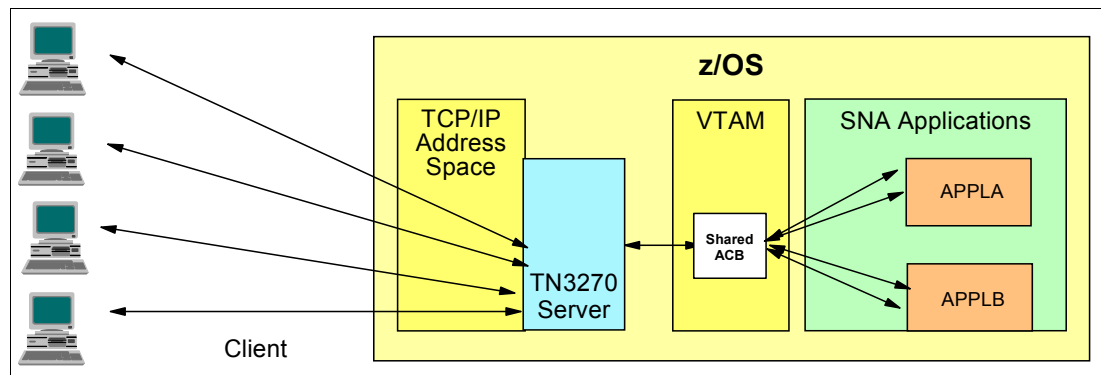 z/OS
TCP/IP
Address
Space
VTAM
SNA Applications
APPLA
Shared
ACB
TN3270
Server
APPLB
Client